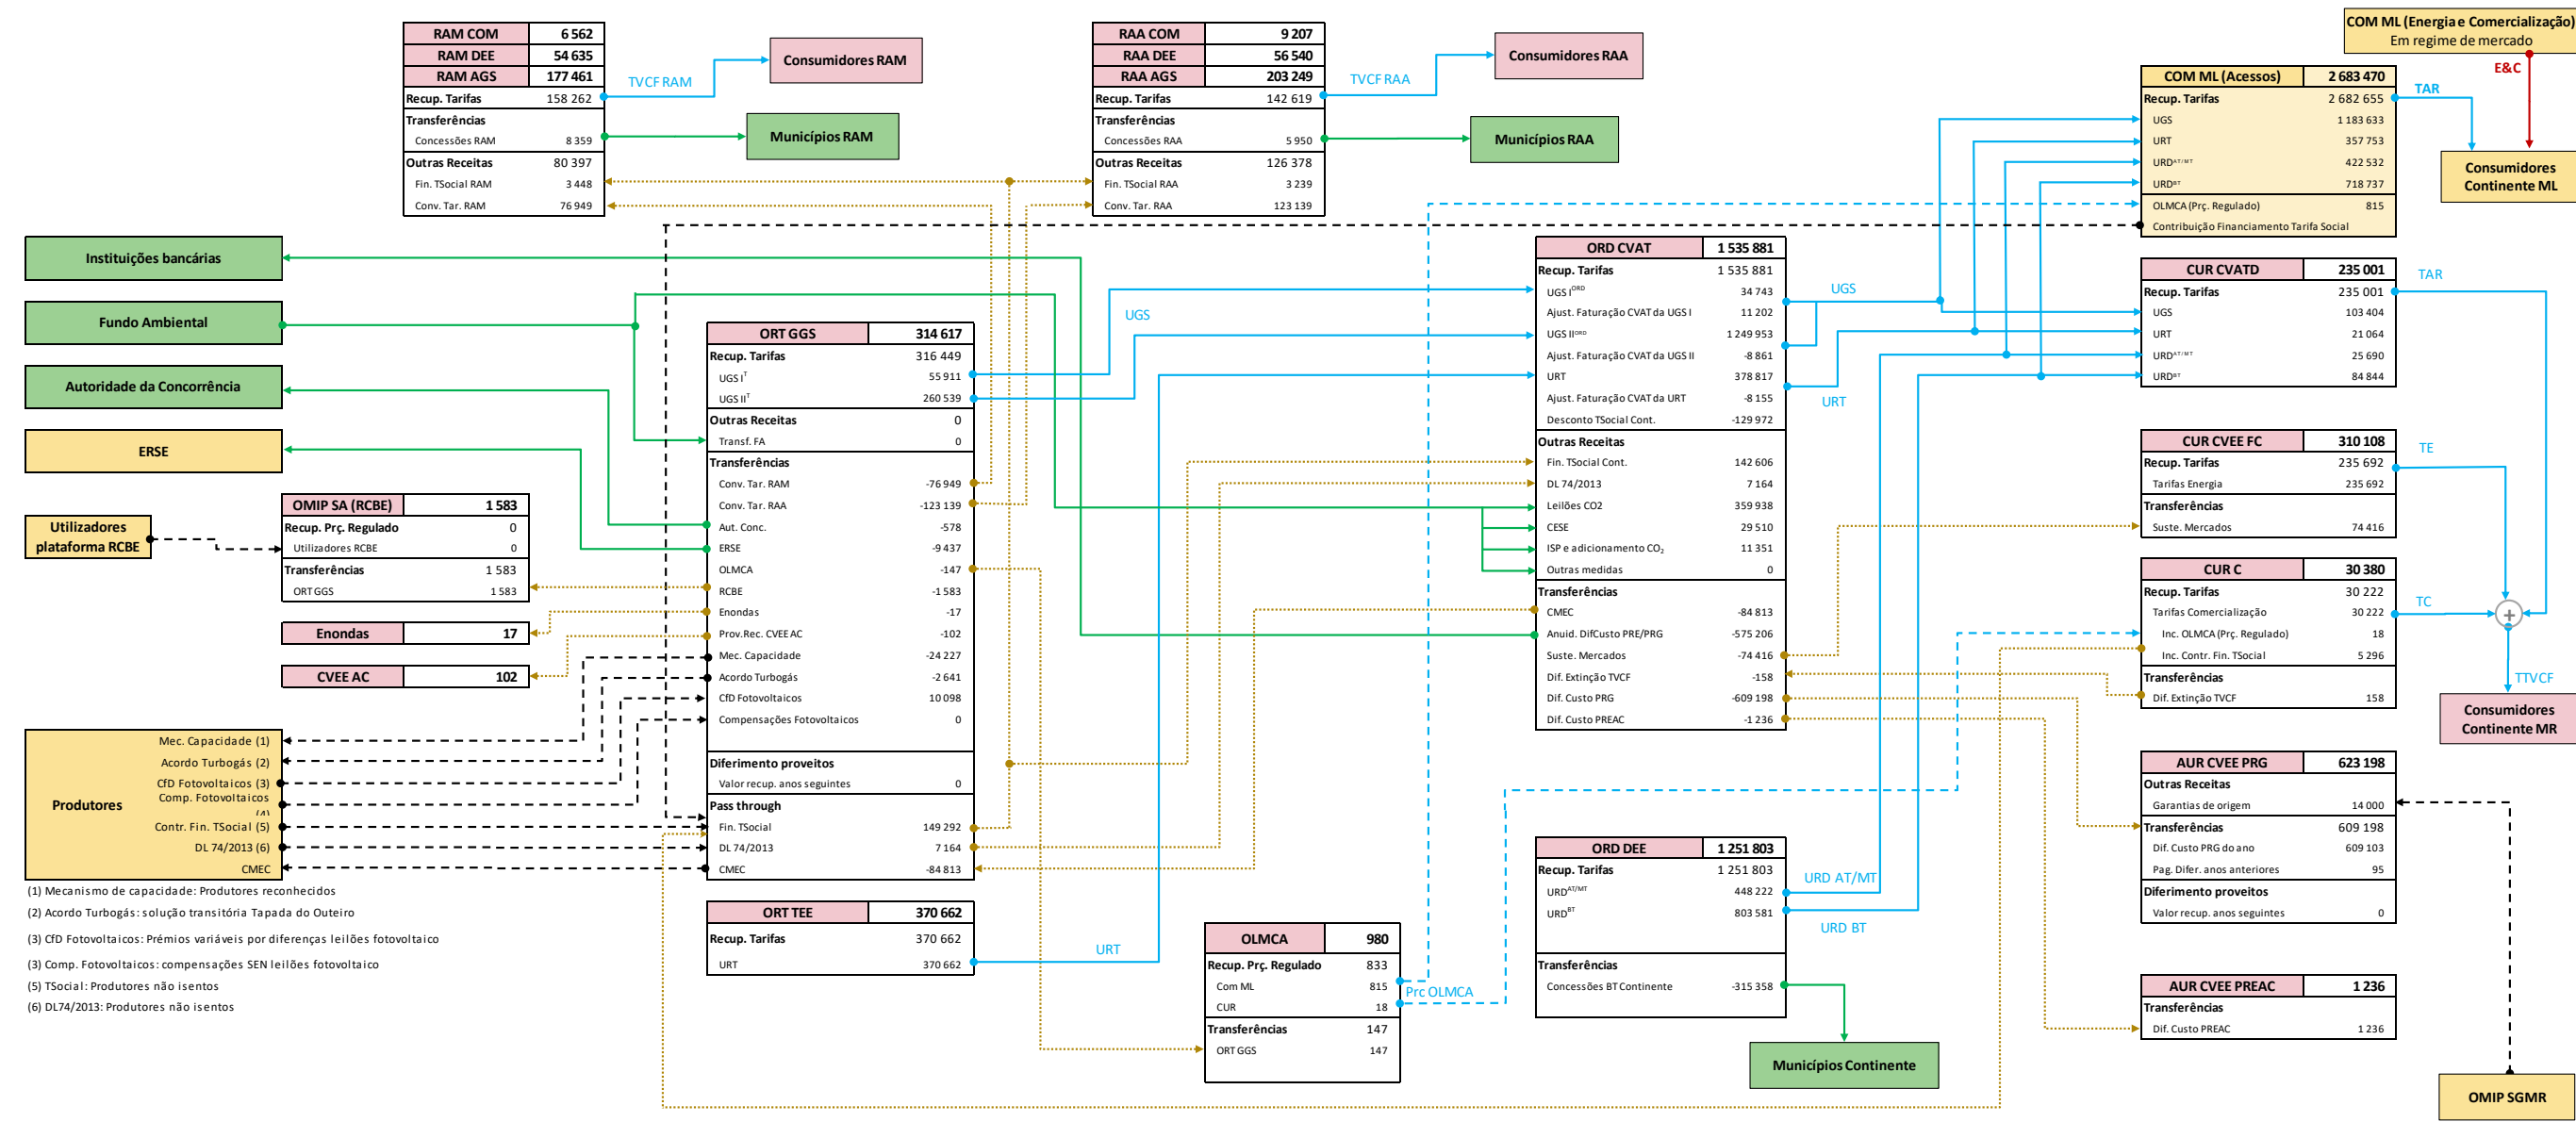 RAM COM 6 562
RAM DEE 54 635
RAM AGS 177 461
Recup. Tarifas 158 262
Transferências
Concessões RAM 8 359
Outras Receitas 80 397
Fin. TSocial RAM 3 448
Conv. Tar. RAM 76 949
TVCF RAM
Consumidores RAM
Municípios RAM
RAA COM 9 207
RAA DEE 56 540
RAA AGS 203 249
Recup. Tarifas 142 619
Transferências
Concessões RAA 5 950
Outras Receitas 126 378
Fin. TSocial RAA 3 239
Conv. Tar. RAA 123 139
TVCF RAA
Consumidores RAA
Municípios RAA
COM ML (Energia e Comercialização)
Em regime de mercado
E&C
COM ML (Acessos) 2 683 470
Recup. Tarifas 2 682 655
UGS 1 183 633
URT 357 753
URD AT/MT 422 532
URD BT 718 737
OLMCA (Prç. Regulado) 815
Contribuição Financiamento Tarifa Social
TAR
Consumidores
Continente ML
Instituições bancárias
Fundo Ambiental
Autoridade da Concorrência
ERSE
Utilizadores
plataforma RCBE
OMIP SA (RCBE) 1 583
Recup. Prç. Regulado 0
Utilizadores RCBE 0
Transferências 1 583
ORT GGS 1 583
Enondas 17
CVEE AC 102
Produtores
Mec. Capacidade (1)
Acordo Turbogás (2)
CfD Fotovoltaicos (3)
Comp. Fotovoltaicos
Contr. Fin. TSocial (5)
DL 74/2013 (6)
CMEC
(1) Mecanismo de capacidade: Produtores reconhecidos
(2) Acordo Turbogás: solução transitória Tapada do Outeiro
(3) CfD Fotovoltaicos: Prémios variáveis por diferenças leilões fotovoltaico
(3) Comp. Fotovoltaicos: compensações SEN leilões fotovoltaico
(5) TSocial: Produtores não isentos
(6) DL74/2013: Produtores não isentos
ORT GGS 314 617
Recup. Tarifas 316 449
UGS I T 55 911
UGS II T 260 539
Outras Receitas 0
Transf. FA 0
Transferências
Conv. Tar. RAM -76 949
Conv. Tar. RAA -123 139
Aut. Conc. -578
ERSE -9 437
OLMCA -147
RCBE -1 583
Enondas -17
Prov.Rec. CVEE AC -102
Mec. Capacidade -24 227
Acordo Turbogás -2 641
CfD Fotovoltaicos 10 098
Compensações Fotovoltaicos 0
Diferimento proveitos
Valor recup. anos seguintes 0
Pass through
Fin. TSocial 149 292
DL 74/2013 7 164
CMEC -84 813
ORT TEE 370 662
Recup. Tarifas 370 662
URT 370 662
UGS
URT
OLMCA 980
Recup. Prç. Regulado 833
Com ML 815
CUR 18
Transferências 147
ORT GGS 147
Prc OLMCA
ORD CVAT 1 535 881
Recup. Tarifas 1 535 881
UGS I ORD 34 743
Ajust. Faturação CVAT da UGS I 11 202
UGS II ORD 1 249 953
Ajust. Faturação CVAT da UGS II -8 861
URT 378 817
Ajust. Faturação CVAT da URT -8 155
Desconto TSocial Cont. -129 972
Outras Receitas
Fin. TSocial Cont. 142 606
DL 74/2013 7 164
Leilões CO2 359 938
CESE 29 510
ISP e adicionamento CO₂ 11 351
Outras medidas 0
Transferências
CMEC -84 813
Anuid. DifCusto PRE/PRG -575 206
Suste. Mercados -74 416
Dif. Extinção TVCF -158
Dif. Custo PRG -609 198
Dif. Custo PREAC -1 236
UGS
URT
ORD DEE 1 251 803
Recup. Tarifas 1 251 803
URD AT/MT 448 222
URD BT 803 581
Transferências
Concessões BT Continente -315 358
URD AT/MT
URD BT
Municípios Continente
CUR CVATD 235 001
Recup. Tarifas 235 001
UGS 103 404
URT 21 064
URD AT/MT 25 690
URD BT 84 844
TAR
CUR CVEE FC 310 108
Recup. Tarifas 235 692
Tarifas Energia 235 692
Transferências
Suste. Mercados 74 416
TE
CUR C 30 380
Recup. Tarifas 30 222
Tarifas Comercialização 30 222
Inc. OLMCA (Prç. Regulado) 18
Inc. Contr. Fin. TSocial 5 296
Transferências
Dif. Extinção TVCF 158
TC
+
TTVCF
Consumidores
Continente MR
AUR CVEE PRG 623 198
Outras Receitas
Garantias de origem 14 000
Transferências 609 198
Dif. Custo PRG do ano 609 103
Pag. Difer. anos anteriores 95
Diferimento proveitos
Valor recup. anos seguintes 0
AUR CVEE PREAC 1 236
Transferências
Dif. Custo PREAC 1 236
OMIP SGMR